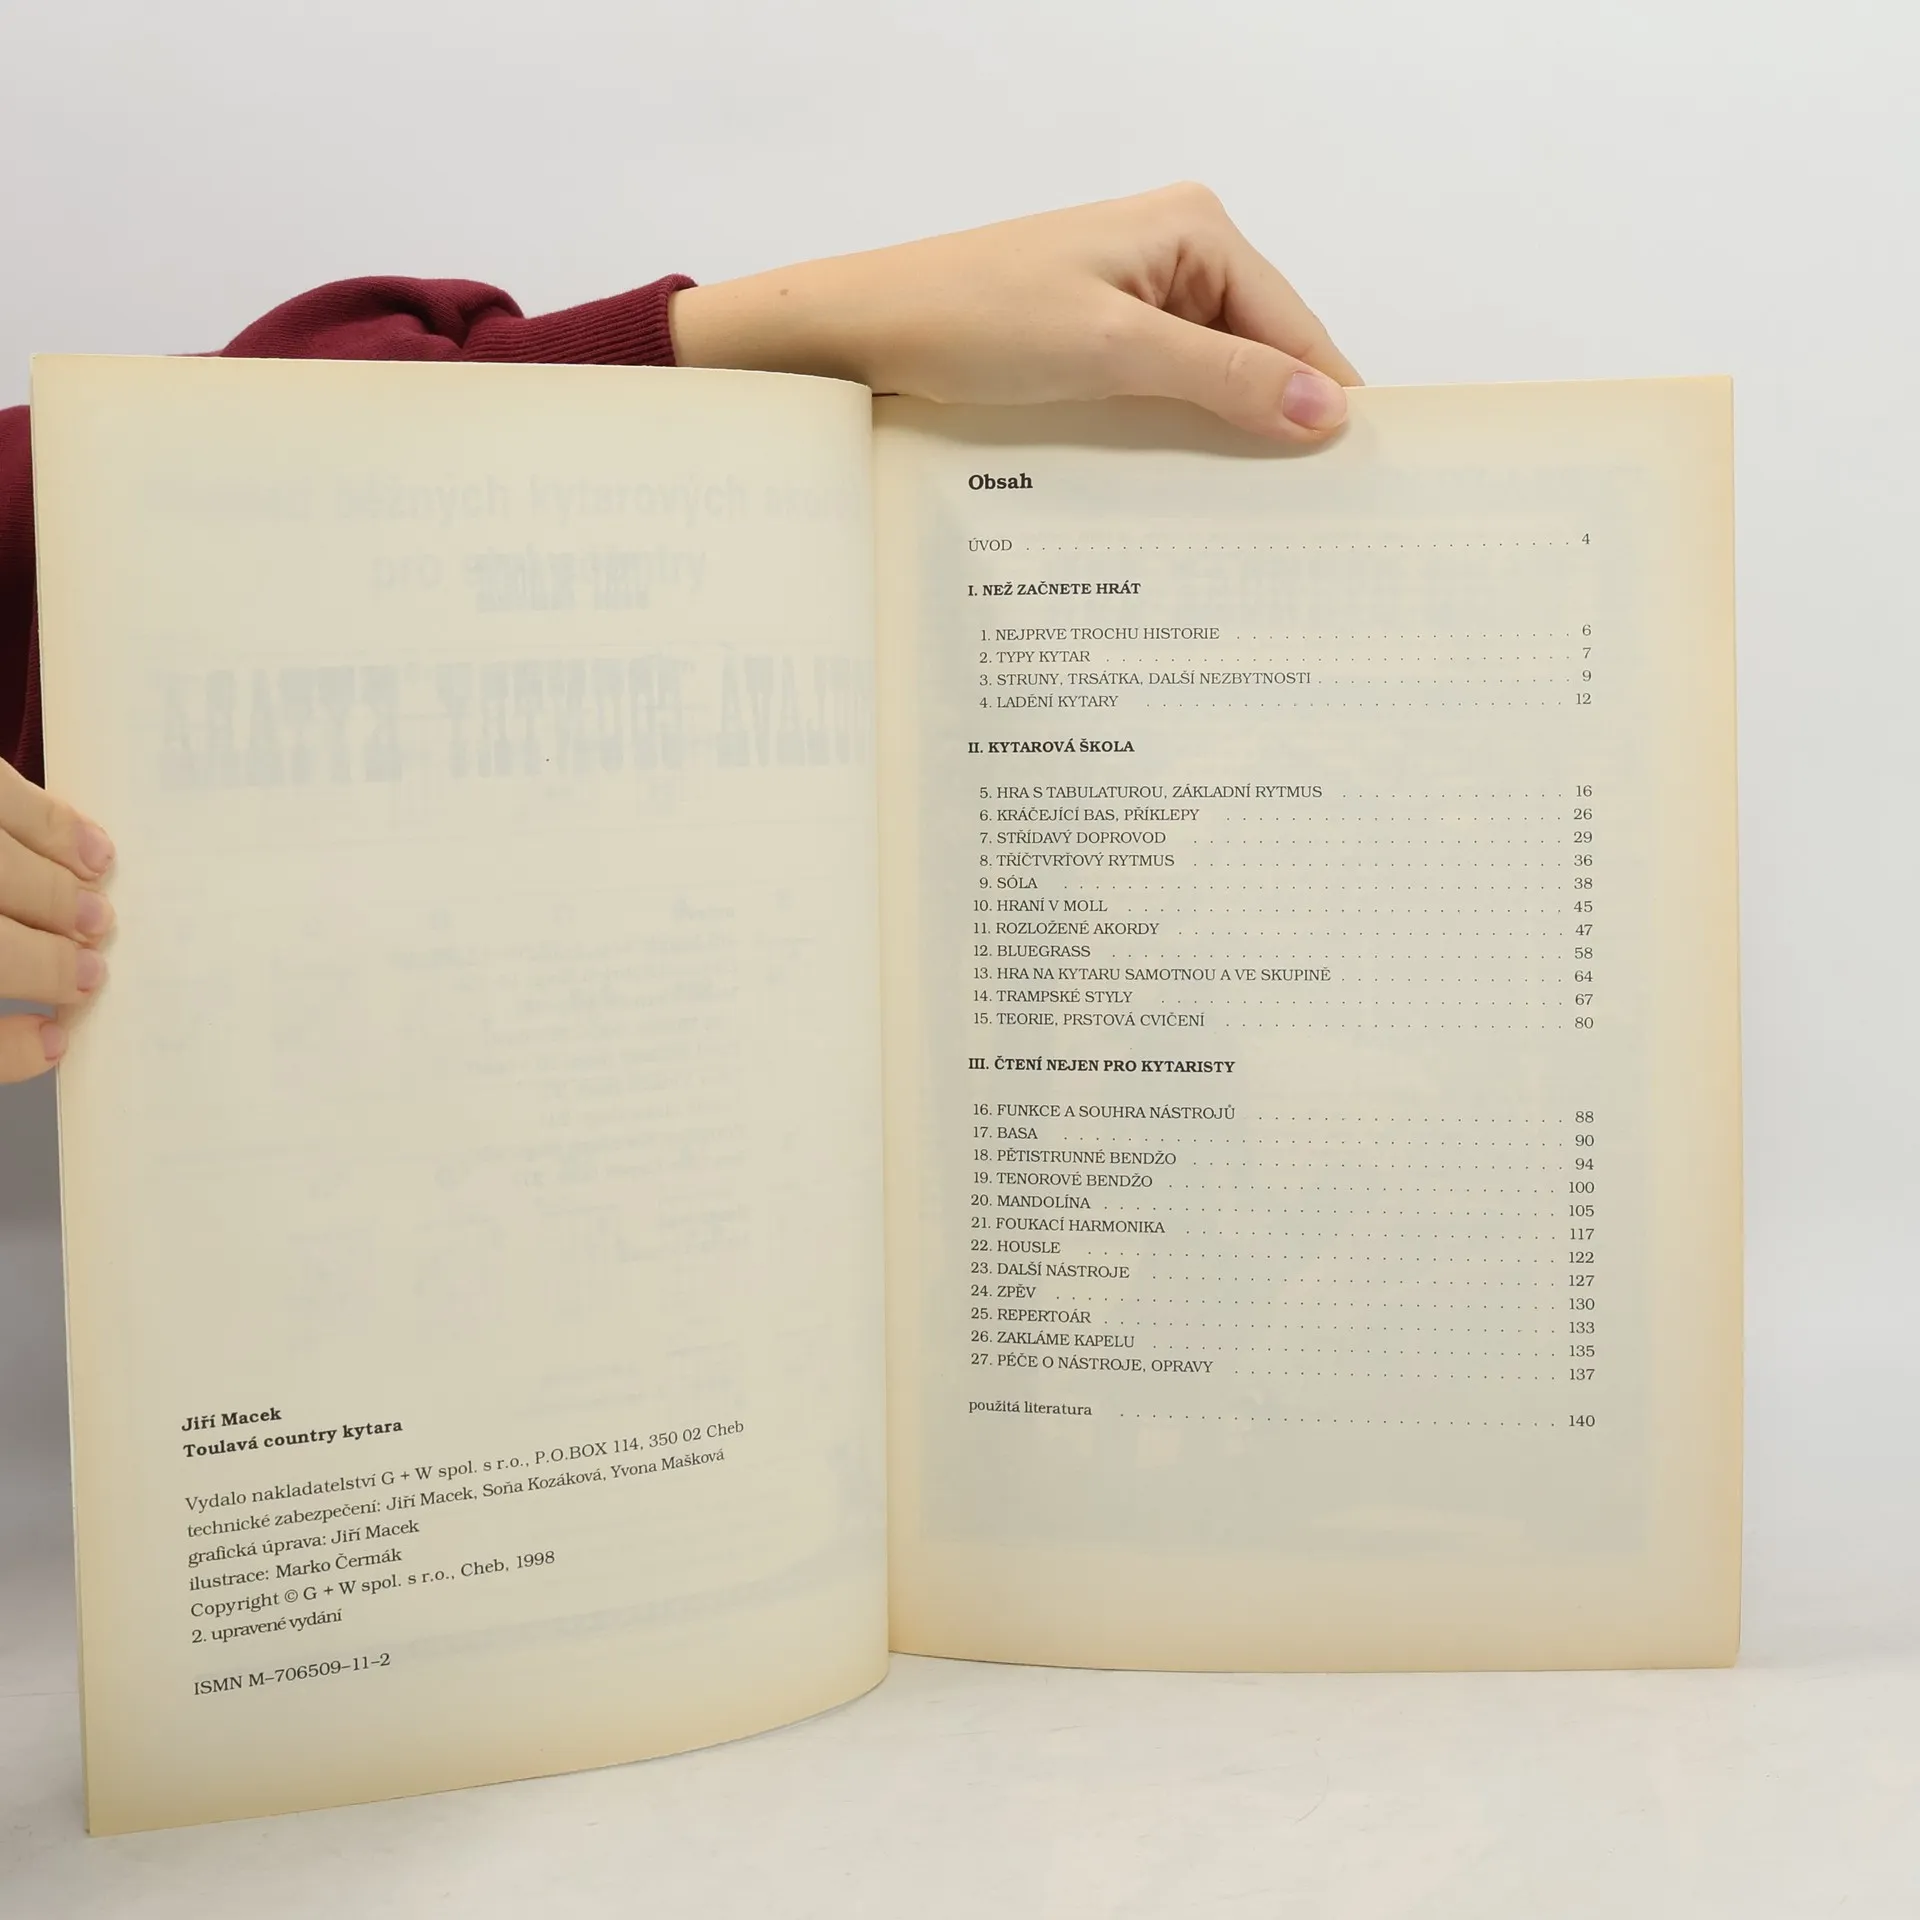 Jiří Macek
Toulavá country kytara
Vydalo nakladatelství G + W spol. s r.o., P.O.BOX 114, 350 02 Cheb
technické zabezpečení: Jiří Macek, Soňa Kozáková, Yvona Mašková
grafická úprava: Jiří Macek
ilustrace: Marko Čermák
Copyright © G + W spol. s r.o., Cheb, 1998
2. upravené vydání
ISMN M–706509–11–2
Obsah
ÚVOD . . . . . . . . . . . . . . . . . . . . 4
I. NEŽ ZAČNETE HRÁT
1. NEJPRVE TROCHU HISTORIE . . . . . . . . . . 6
2. TYPY KYTAR . . . . . . . . . . 7
3. STRUNY, TRSÁTKA, DALŠÍ NEZBYTNOSTI . . . . . . . . . . 9
4. LADĚNÍ KYTARY . . . . . . . . . . 12
II. KYTAROVÁ ŠKOLA
5. HRA S TABULATUROU, ZÁKLADNÍ RYTMUS . . . . . . . . . . 16
6. KRÁČEJÍCÍ BAS, PŘÍKLEPY . . . . . . . . . . 26
7. STŘÍDAVÝ DOPROVOD . . . . . . . . . . 29
8. TŘÍČTVRŤOVÝ RYTMUS . . . . . . . . . . 36
9. SÓLA . . . . . . . . . . 38
10. HRANÍ V MOLL . . . . . . . . . . 45
11. ROZLOŽENÉ AKORDY . . . . . . . . . . 47
12. BLUEGRASS . . . . . . . . . . 58
13. HRA NA KYTARU SAMOTNOU A VE SKUPINĚ . . . . . . . . . . 64
14. TRAMPSKÉ STYLY . . . . . . . . . . 67
15. TEORIE, PRSTOVÁ CVIČENÍ . . . . . . . . . . 80
III. ČTENÍ NEJEN PRO KYTARISTY
16. FUNKCE A SOUHRA NÁSTROJŮ . . . . . . . . . . 88
17. BASA . . . . . . . . . . 90
18. PĚTISTRUNNÉ BENDŽO . . . . . . . . . . 94
19. TENOROVÉ BENDŽO . . . . . . . . . . 100
20. MANDOLÍNA . . . . . . . . . . 105
21. FOUKACÍ HARMONIKA . . . . . . . . . . 117
22. HOUSLE . . . . . . . . . . 122
23. DALŠÍ NÁSTROJE . . . . . . . . . . 127
24. ZPĚV . . . . . . . . . . 130
25. REPERTOÁR . . . . . . . . . . 133
26. ZAKLÁME KAPELU . . . . . . . . . . 135
27. PÉČE O NÁSTROJE, OPRAVY . . . . . . . . . . 137
použitá literatura . . . . . . . . . . 140